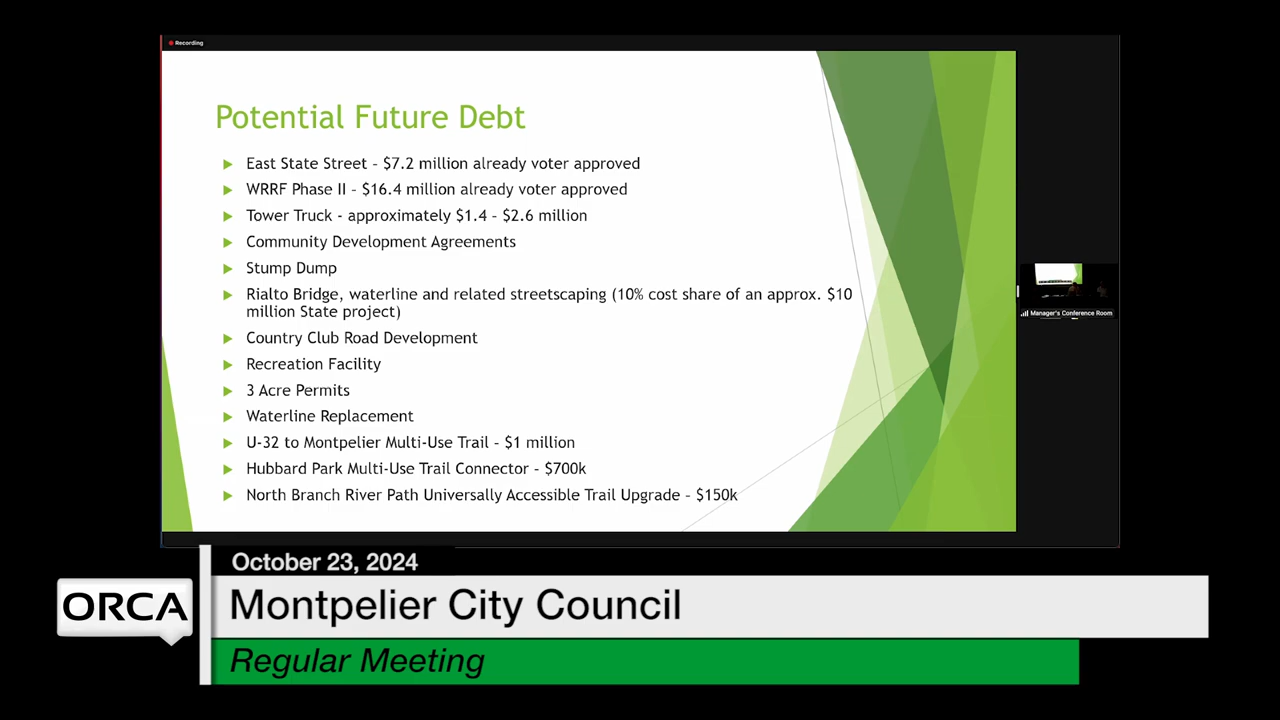 Recording
Potential Future Debt
East State Street – $7.2 million already voter approved
WRRF Phase II – $16.4 million already voter approved
Tower Truck - approximately $1.4 – $2.6 million
Community Development Agreements
Stump Dump
Rialto Bridge, waterline and related streetscaping (10% cost share of an approx. $10
million State project)
Country Club Road Development
Recreation Facility
3 Acre Permits
Waterline Replacement
U-32 to Montpelier Multi-Use Trail – $1 million
Hubbard Park Multi-Use Trail Connector – $700k
North Branch River Path Universally Accessible Trail Upgrade – $150k
Manager's Conference Room
October 23, 2024
ORCA
Montpelier City Council
Regular Meeting